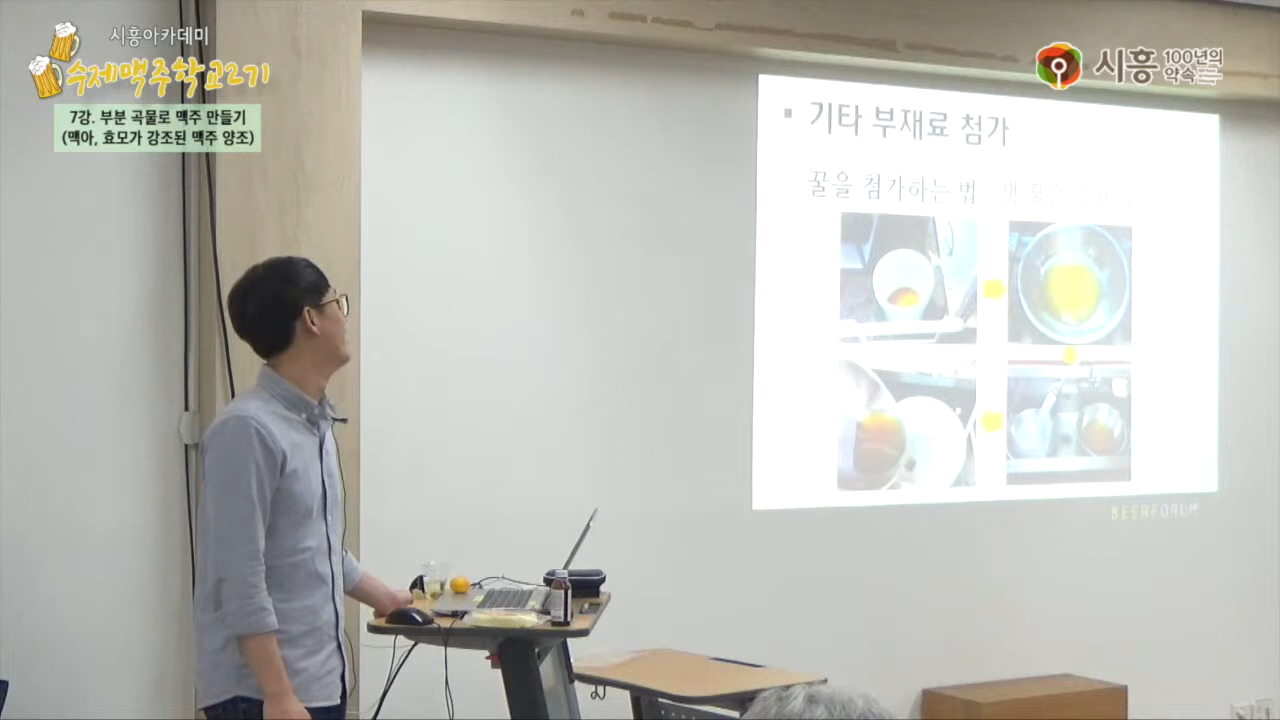 시흥아카데미
수제맥주학교2기
7강. 부분 곡물로 맥주 만들기
(맥아, 효모가 강조된 맥주 양조)
시흥 100년의 약속
▪ 기타 부재료 첨가
꿀을 첨가하는 법
BEERFORUM